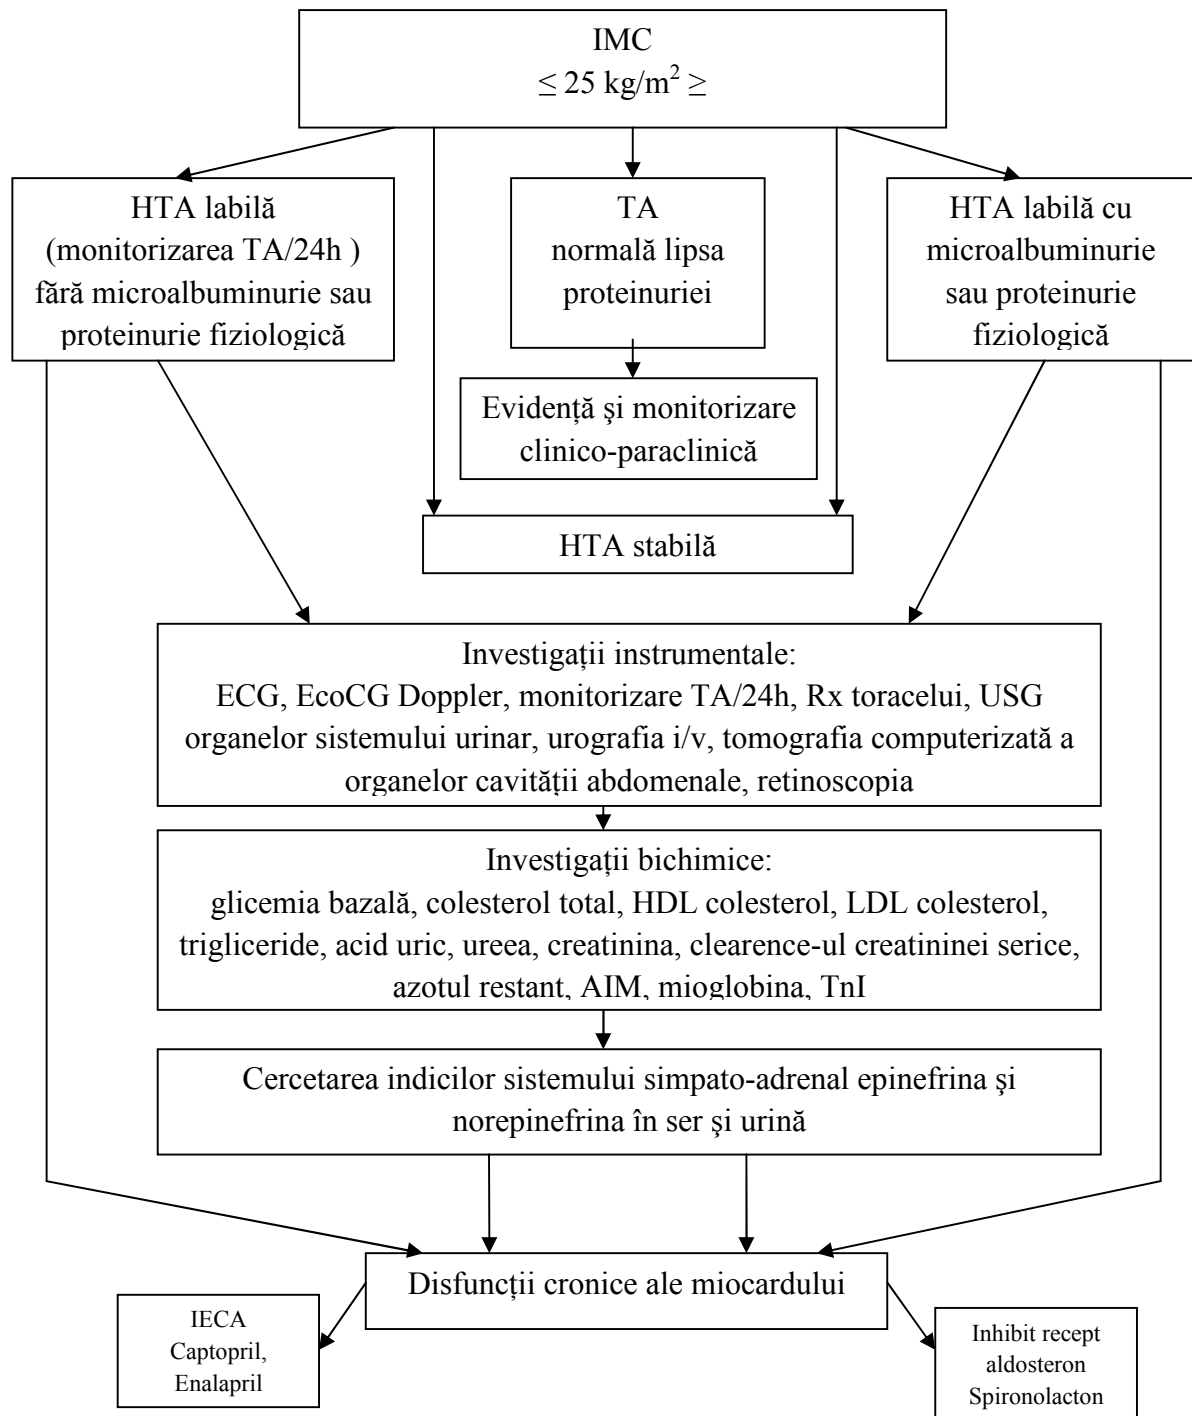 IMC
≤ 25 kg/m² ≥
HTA labilă
(monitorizarea TA/24h )
fără microalbuminurie sau
proteinurie fiziologică
TA
normală lipsa
proteinuriei
HTA labilă cu
microalbuminurie
sau proteinurie
fiziologică
Evidență şi monitorizare
clinico-paraclinică
HTA stabilă
Investigații instrumentale:
ECG, EcoCG Doppler, monitorizare TA/24h, Rx toracelui, USG
organelor sistemului urinar, urografia i/v, tomografia computerizată a
organelor cavității abdomenale, retinoscopia
Investigații bichimice:
glicemia bazală, colesterol total, HDL colesterol, LDL colesterol,
trigliceride, acid uric, ureea, creatinina, clearence-ul creatininei serice,
azotul restant, AIM, mioglobina, TnI
Cercetarea indicilor sistemului simpato-adrenal epinefrina şi
norepinefrina în ser şi urină
Disfuncții cronice ale miocardului
IECA
Captopril,
Enalapril
Inhibit recept
aldosteron
Spironolacton